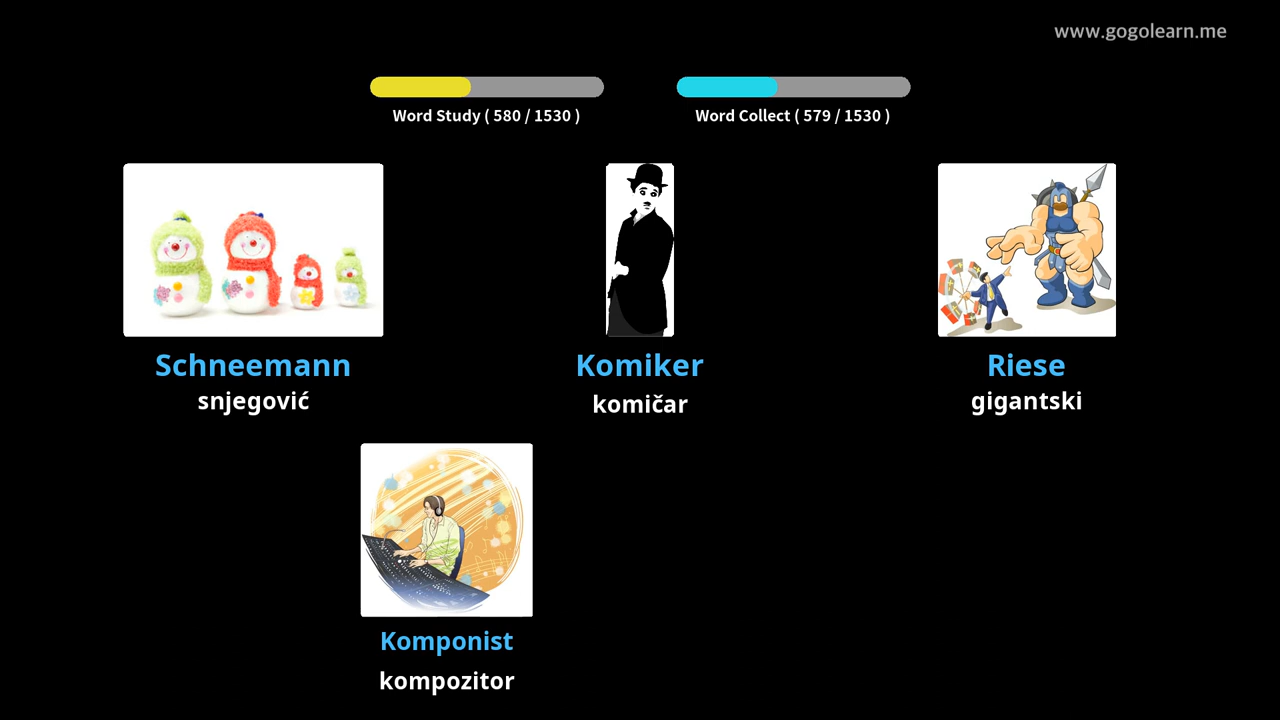 www.gogolearn.me
Word Study ( 580 / 1530 )
Word Collect ( 579 / 1530 )
Schneemann
snjegović
Komiker
komičar
Riese
gigantski
Komponist
kompozitor